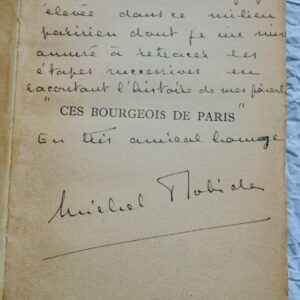 élevée dans ce milieu
parisien dont je me suis
amusé à retracer les
étapes successives en
racontant l'histoire de mes parents
"CES BOURGEOIS DE PARIS"
En très amical hommage
Michel Robida